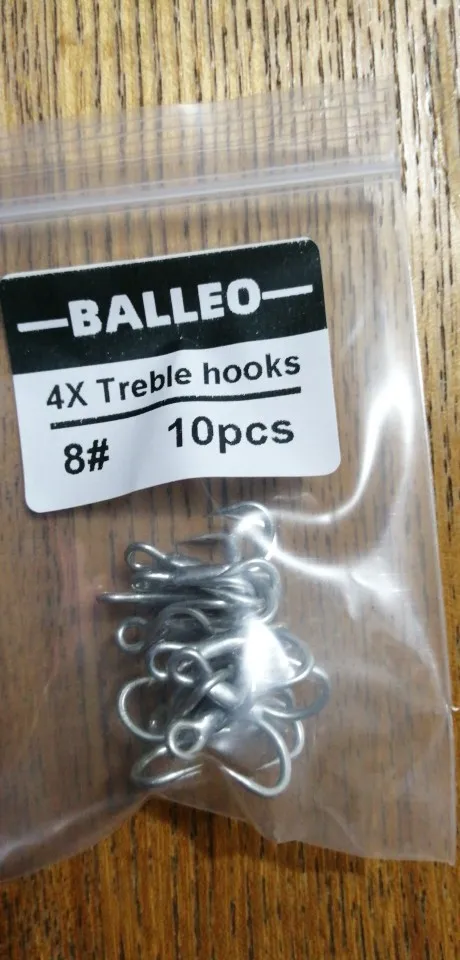 BALLEO
4X Treble hooks
8# 10pcs